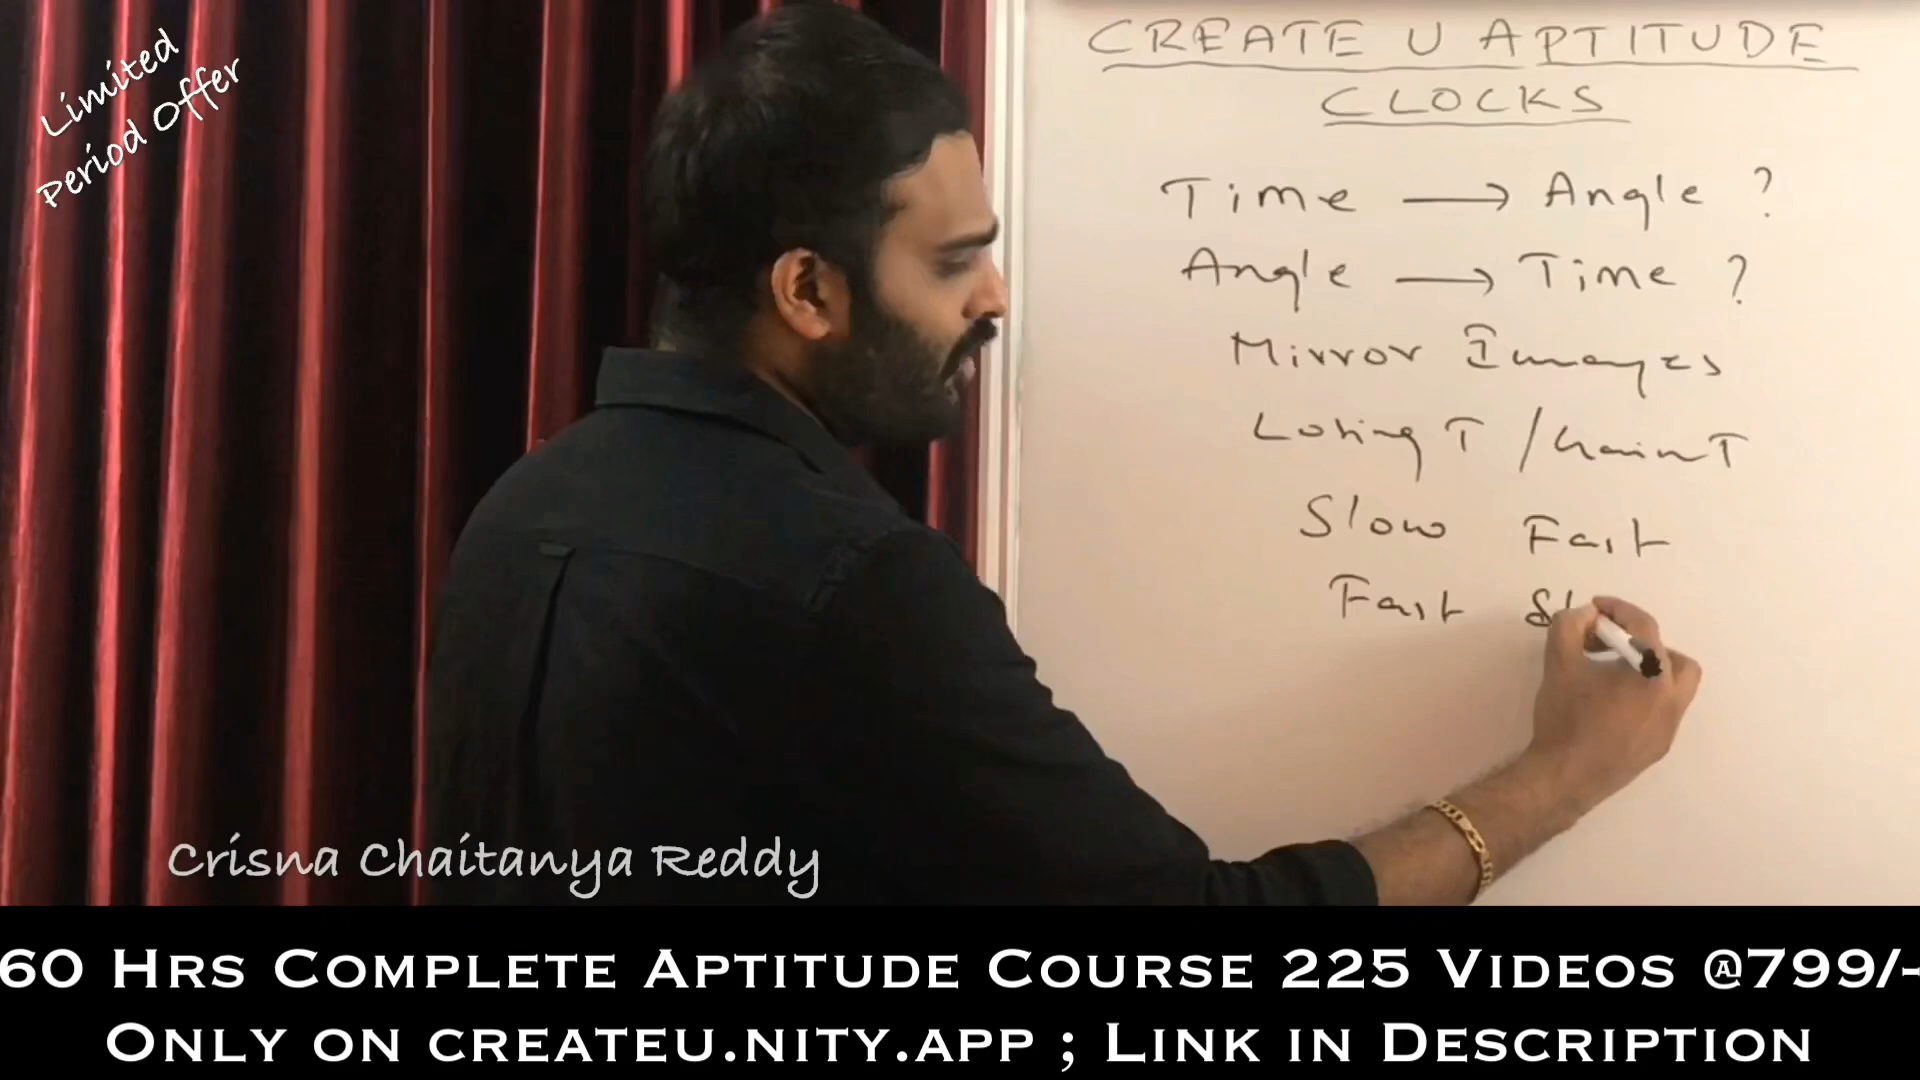 Limited
Period Offer
CREATE U APTITUDE
CLOCKS
Time → Angle ?
Angle → Time ?
Mirror Images
Losing T / Gain T
Slow Fast
Fast Sl
Crisna Chaitanya Reddy
60 HRS COMPLETE APTITUDE COURSE 225 VIDEOS @799/-
ONLY ON CREATEU.NITY.APP ; LINK IN DESCRIPTION